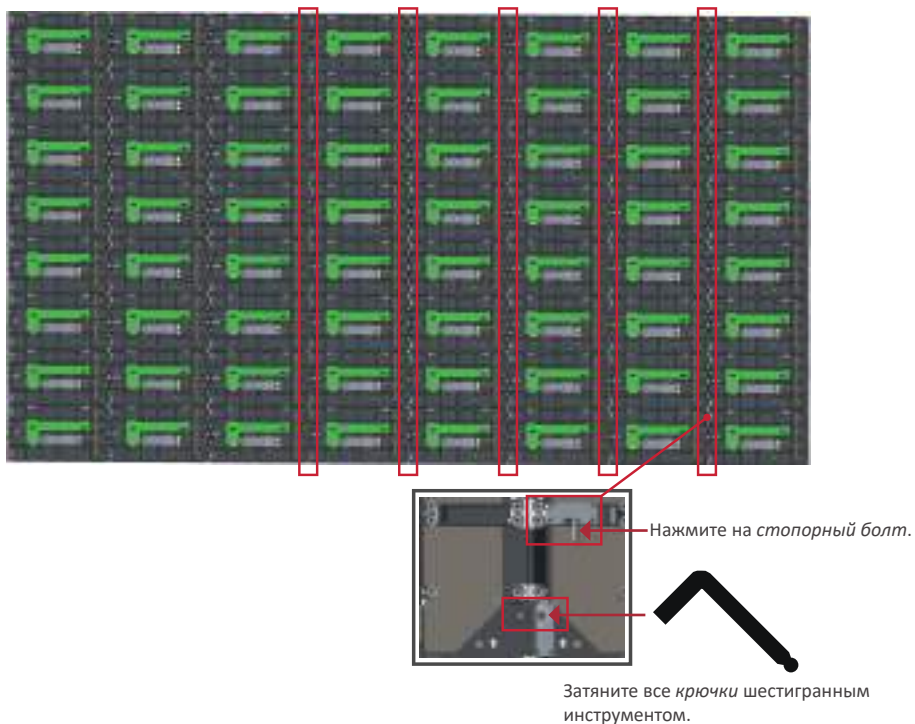 Нажмите на стопорный болт.
Затяните все крючки шестигранным
инструментом.